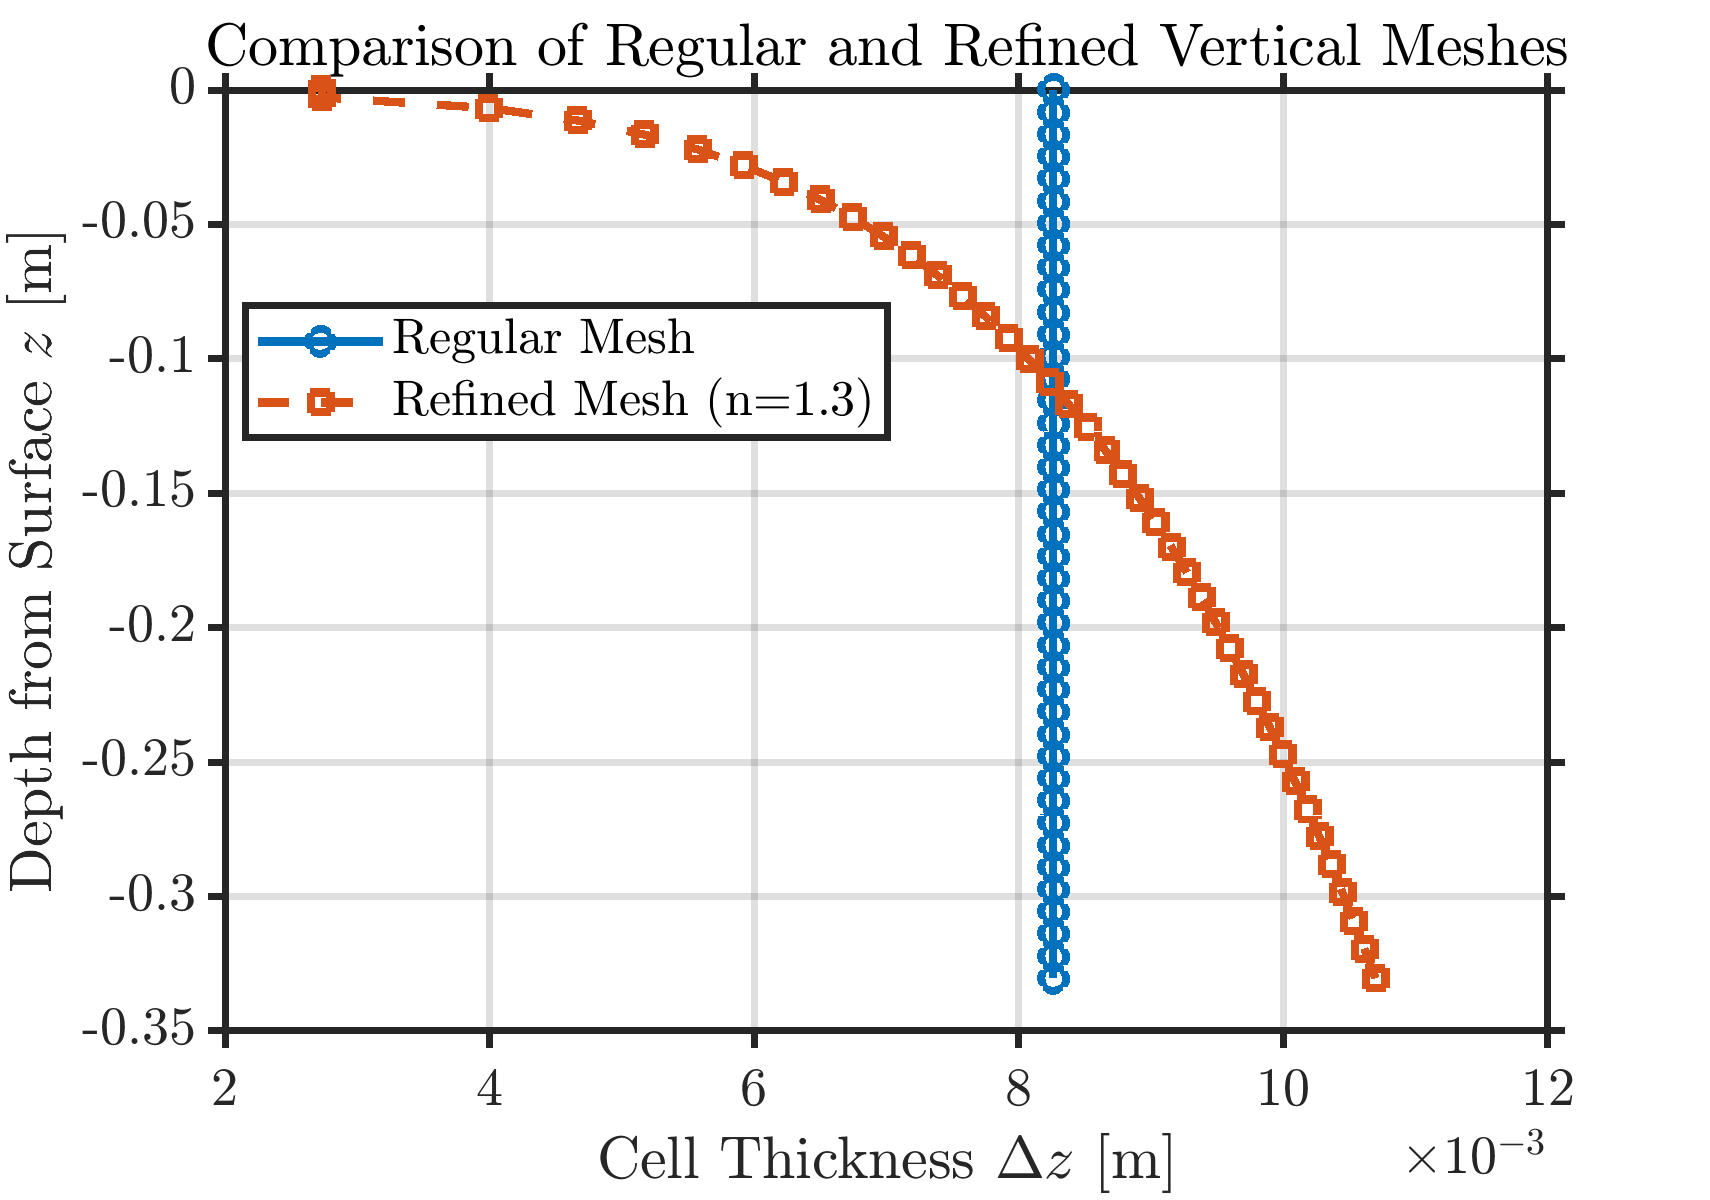 Comparison of Regular and Refined Vertical Meshes
0
-0.05
-0.1
-0.15
-0.2
-0.25
-0.3
-0.35
Depth from Surface z [m]
Regular Mesh
Refined Mesh (n=1.3)
2 4 6 8 10 12
Cell Thickness Δz [m]
×10⁻³